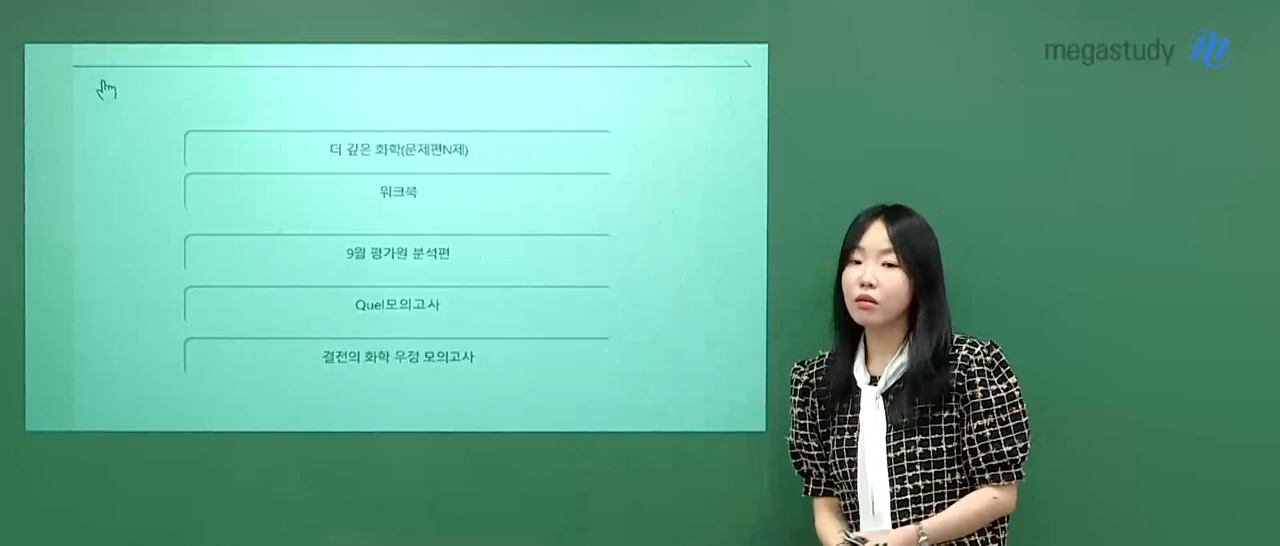 megastudy
더 깊은 화학(문제편N제)
워크북
9월 평가원 분석편
Quel모의고사
결전의 화학 우정 모의고사